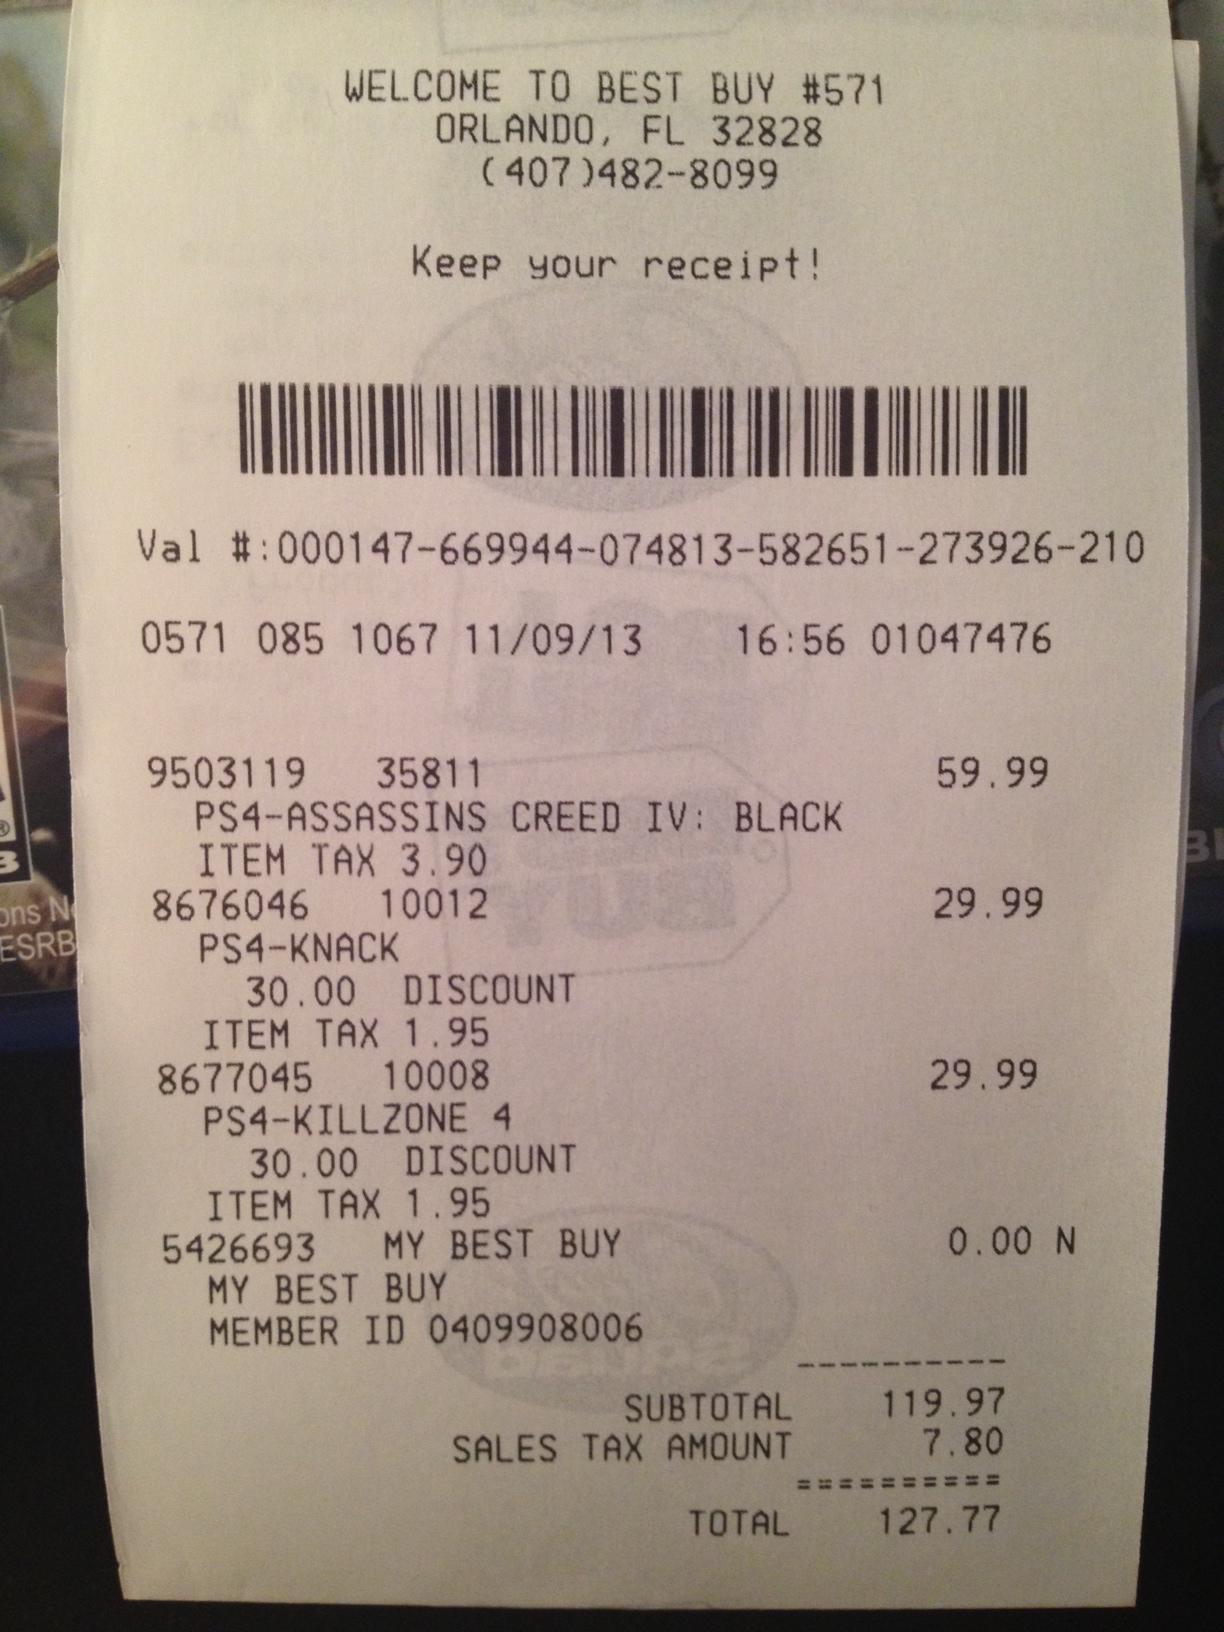 WELCOME TO BEST BUY #571
ORLANDO, FL 32828
(407)482-8099
Keep your receipt!
Val #:000147-669944-074813-582651-273926-210
0571 085 1067 11/09/13 16:56 01047476
9503119 35811 59.99
PS4-ASSASSINS CREED IV: BLACK
ITEM TAX 3.90
8676046 10012 29.99
PS4-KNACK
30.00 DISCOUNT
ITEM TAX 1.95
8677045 10008 29.99
PS4-KILLZONE 4
30.00 DISCOUNT
ITEM TAX 1.95
5426693 MY BEST BUY 0.00 N
MY BEST BUY
MEMBER ID 0409908006
----------
SUBTOTAL 119.97
SALES TAX AMOUNT 7.80
==========
TOTAL 127.77
ESRB